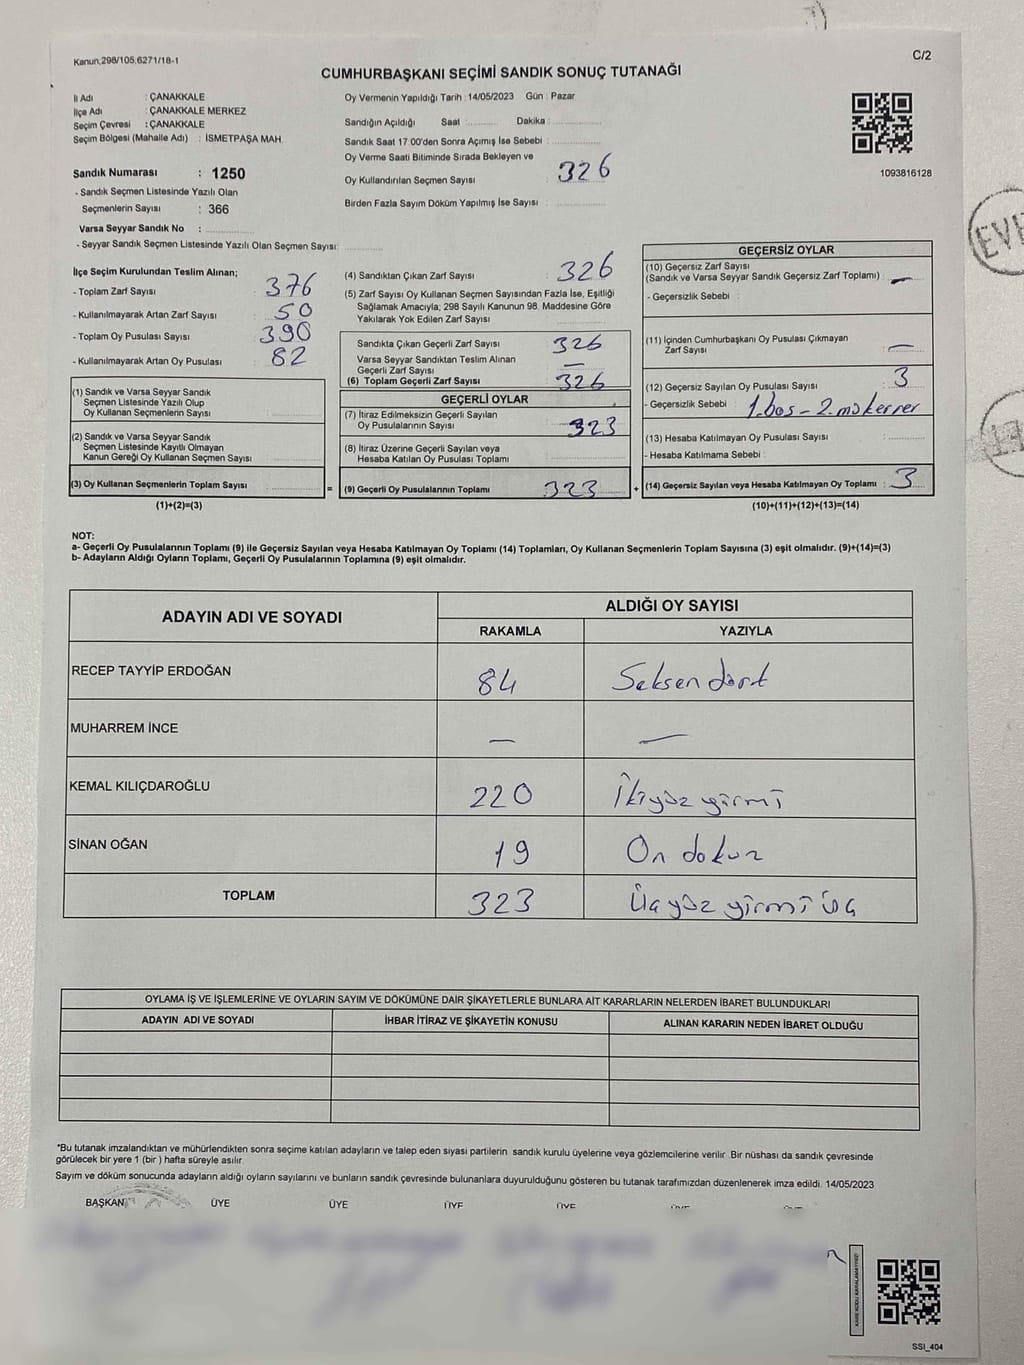 Kanun,298/105,6271/18-1
C/2
CUMHURBAŞKANI SEÇİMİ SANDIK SONUÇ TUTANAĞI
İl Adı : ÇANAKKALE
İlçe Adı : ÇANAKKALE MERKEZ
Seçim Çevresi : ÇANAKKALE
Seçim Bölgesi (Mahalle Adı) : İSMETPAŞA MAH.
Sandık Numarası : 1250
- Sandık Seçmen Listesinde Yazılı Olan
Seçmenlerin Sayısı : 366
Varsa Seyyar Sandık No :
- Seyyar Sandık Seçmen Listesinde Yazılı Olan Seçmen Sayısı:
Oy Vermenin Yapıldığı Tarih : 14/05/2023 Gün : Pazar
Sandığın Açıldığı Saat : Dakika :
Sandık Saat 17:00'den Sonra Açımış İse Sebebi :
Oy Verme Saati Bitiminde Sırada Bekleyen ve
Oy Kullandırılan Seçmen Sayısı : 326
Birden Fazla Sayım Döküm Yapılmış İse Sayısı :
1093816128
EVE
İlçe Seçim Kurulundan Teslim Alınan;
- Toplam Zarf Sayısı : 376
- Kullanılmayarak Artan Zarf Sayısı : 50
- Toplam Oy Pusulası Sayısı : 390
- Kullanılmayarak Artan Oy Pusulası : 82
(1) Sandık ve Varsa Seyyar Sandık
Seçmen Listesinde Yazılı Olup
Oy Kullanan Seçmenlerin Sayısı :
(2) Sandık ve Varsa Seyyar Sandık
Seçmen Listesinde Kayıtlı Olmayan
Kanun Gereği Oy Kullanan Seçmen Sayısı :
(3) Oy Kullanan Seçmenlerin Toplam Sayısı :
(1)+(2)=(3)
(4) Sandıktan Çıkan Zarf Sayısı : 326
(5) Zarf Sayısı Oy Kullanan Seçmen Sayısından Fazla İse, Eşitliği
Sağlamak Amacıyla, 298 Sayılı Kanunun 98. Maddesine Göre
Yakılarak Yok Edilen Zarf Sayısı :
Sandıkta Çıkan Geçerli Zarf Sayısı : 326
Varsa Seyyar Sandıktan Teslim Alınan
Geçerli Zarf Sayısı : —
(6) Toplam Geçerli Zarf Sayısı : 326
GEÇERLİ OYLAR
(7) İtiraz Edilmeksizin Geçerli Sayılan
Oy Pusulalarının Sayısı : 323
(8) İtiraz Üzerine Geçerli Sayılan veya
Hesaba Katılan Oy Pusulası Toplamı :
= (9) Geçerli Oy Pusulalarının Toplamı : 323 +
GEÇERSİZ OYLAR
(10) Geçersiz Zarf Sayısı
(Sandık ve Varsa Seyyar Sandık Geçersiz Zarf Toplamı) : —
- Geçersizlik Sebebi :
(11) İçinden Cumhurbaşkanı Oy Pusulası Çıkmayan
Zarf Sayısı : —
(12) Geçersiz Sayılan Oy Pusulası Sayısı : 3
- Geçersizlik Sebebi : 1.boş - 2.mükerrer
(13) Hesaba Katılmayan Oy Pusulası Sayısı :
- Hesaba Katılmama Sebebi :
(14) Geçersiz Sayılan veya Hesaba Katılmayan Oy Toplamı : 3
(10)+(11)+(12)+(13)=(14)
NOT:
a- Geçerli Oy Pusulalarının Toplamı (9) ile Geçersiz Sayılan veya Hesaba Katılmayan Oy Toplamı (14) Toplamları, Oy Kullanan Seçmenlerin Toplam Sayısına (3) eşit olmalıdır. (9)+(14)=(3)
b- Adayların Aldığı Oyların Toplamı, Geçerli Oy Pusulalarının Toplamına (9) eşit olmalıdır.
ADAYIN ADI VE SOYADI ALDIĞI OY SAYISI
RAKAMLA YAZIYLA
RECEP TAYYİP ERDOĞAN 84 Seksen dört
MUHARREM İNCE — —
KEMAL KILIÇDAROĞLU 220 İkiyüz yirmi
SİNAN OĞAN 19 On dokuz
TOPLAM 323 Üçyüz yirmi üç
OYLAMA İŞ VE İŞLEMLERİNE VE OYLARIN SAYIM VE DÖKÜMÜNE DAİR ŞİKAYETLERLE BUNLARA AİT KARARLARIN NELERDEN İBARET BULUNDUKLARI
ADAYIN ADI VE SOYADI İHBAR İTİRAZ VE ŞİKAYETİN KONUSU ALINAN KARARIN NEDEN İBARET OLDUĞU
*Bu tutanak imzalandıktan ve mühürlendikten sonra seçime katılan adayların ve talep eden siyasi partilerin sandık kurulu üyelerine veya gözlemcilerine verilir. Bir nüshası da sandık çevresinde
görülecek bir yere 1 (bir ) hafta süreyle asılır.
Sayım ve döküm sonucunda adayların aldığı oyların sayılarını ve bunların sandık çevresinde bulunanlara duyurulduğunu gösteren bu tutanak tarafımızdan düzenlenerek imza edildi. 14/05/2023
BAŞKAN ÜYE ÜYE ÜYE ÜYE
SSI_404